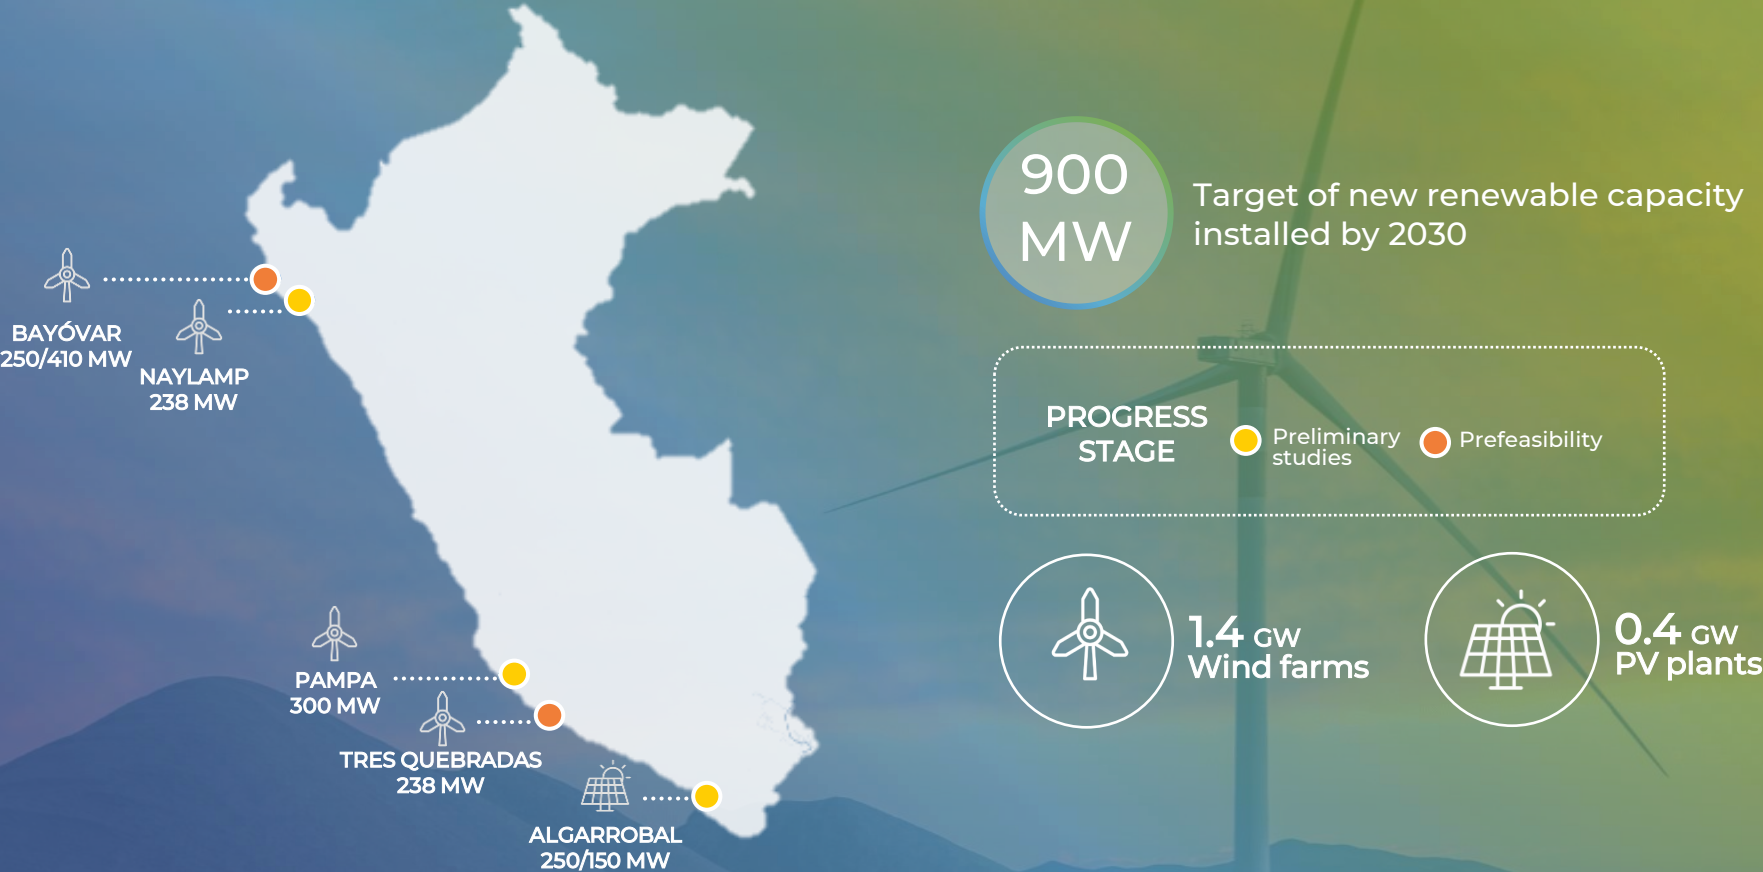 900
MW
Target of new renewable capacity
installed by 2030
BAYÓVAR
250/410 MW
NAYLAMP
238 MW
PROGRESS
STAGE
Preliminary
studies
Prefeasibility
PAMPA
300 MW
TRES QUEBRADAS
238 MW
ALGARROBAL
250/150 MW
1.4 GW
Wind farms
0.4 GW
PV plants